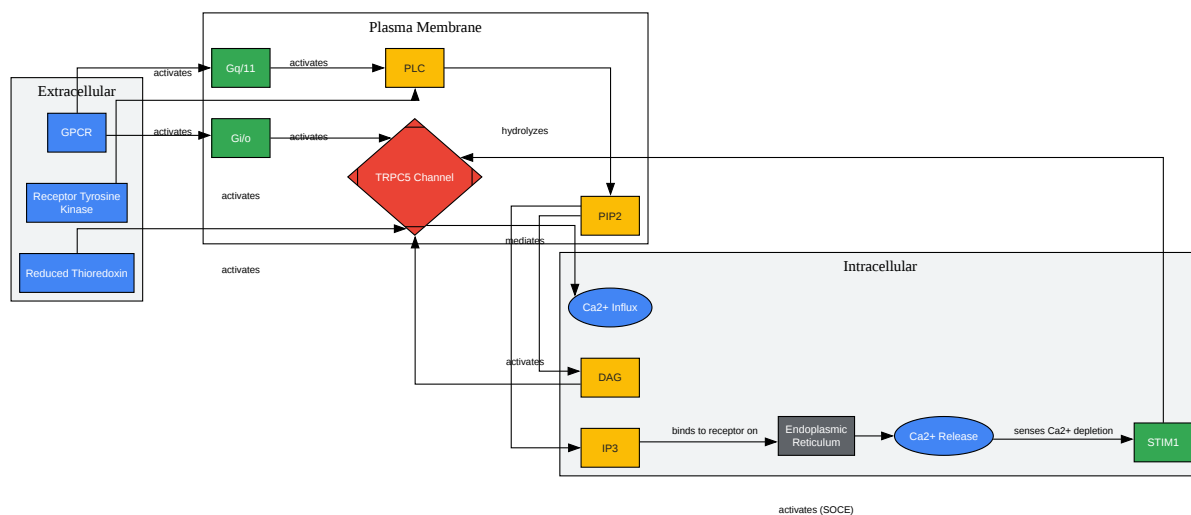 Plasma Membrane
Gq/11
activates
PLC
activates
Extracellular
GPCR
activates
Gi/o
activates
hydrolyzes
TRPC5 Channel
Receptor Tyrosine
Kinase
activates
PIP2
mediates
Reduced Thioredoxin
activates
Intracellular
Ca2+ Influx
activates
DAG
IP3
binds to receptor on
Endoplasmic
Reticulum
Ca2+ Release
senses Ca2+ depletion
STIM1
activates (SOCE)